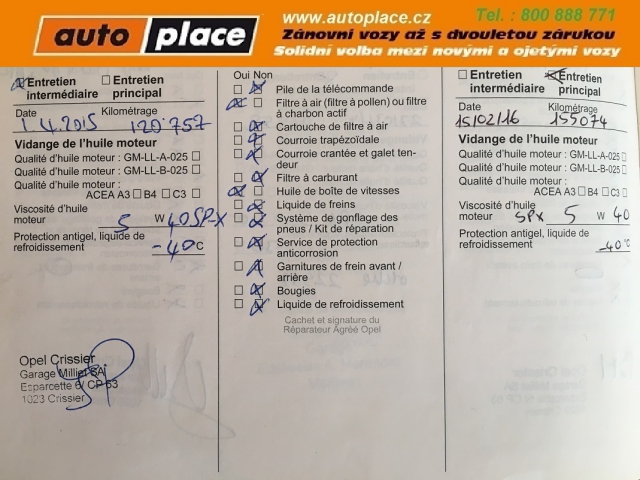 www.autoplace.cz
Tel. : 800 888 771
auto place
Zánovní vozy až s dvouletou zárukou
Solidní volba mezi novými a ojetými vozy
Entretien intermédiaire
Entretien principal
Date
Kilométrage
1.4.2015
120'757
Vidange de l'huile moteur
Qualité d'huile moteur : GM-LL-A-025
Qualité d'huile moteur : GM-LL-B-025
Qualité d'huile moteur :
ACEA A3 B4 C3
Viscosité d'huile
moteur 5 W 40 SPX
Protection antigel, liquide de
refroidissement -40 C
Opel Crissier
Garage Milliet SA
Esparcette 6/ CP 63
1023 Crissier
Oui Non
Pile de la télécommande
Filtre à air (filtre à pollen) ou filtre
à charbon actif
Cartouche de filtre à air
Courroie trapézoïdale
Courroie crantée et galet ten-
deur
Filtre à carburant
Huile de boîte de vitesses
Liquide de freins
Système de gonflage des
pneus / Kit de réparation
Service de protection
anticorrosion
Garnitures de frein avant /
arrière
Bougies
Liquide de refroidissement
Cachet et signature du
Réparateur Agréé Opel
Entretien intermédiaire
Entretien principal
Date
Kilométrage
15/02/16
155074
Vidange de l'huile moteur
Qualité d'huile moteur : GM-LL-A-025
Qualité d'huile moteur : GM-LL-B-025
Qualité d'huile moteur :
ACEA A3 B4 C3
Viscosité d'huile
moteur SPX 5 W 40
Protection antigel, liquide de
refroidissement -40°C